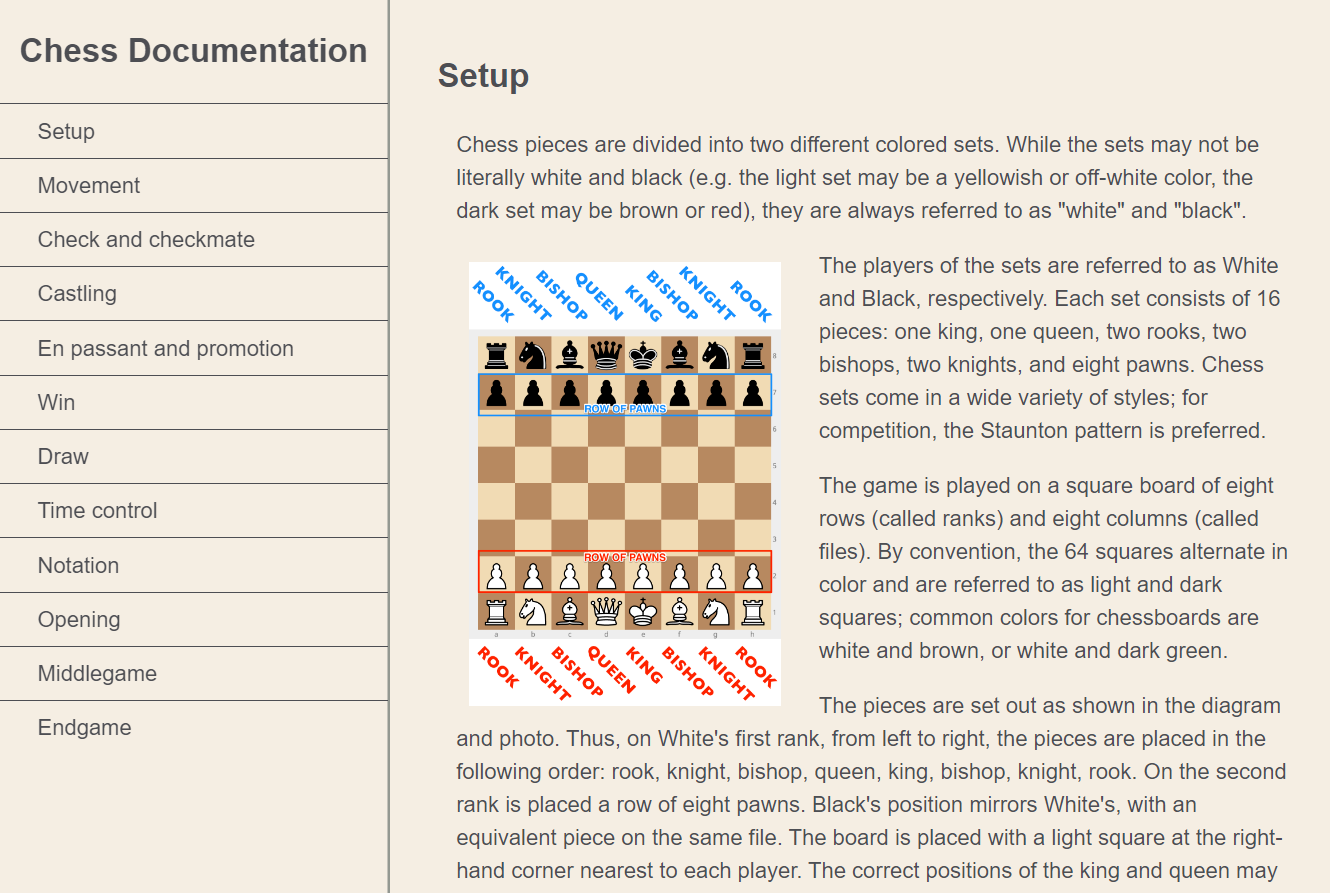 Chess Documentation
Setup
Movement
Check and checkmate
Castling
En passant and promotion
Win
Draw
Time control
Notation
Opening
Middlegame
Endgame
Setup
Chess pieces are divided into two different colored sets. While the sets may not be
literally white and black (e.g. the light set may be a yellowish or off-white color, the
dark set may be brown or red), they are always referred to as "white" and "black".
ROOK KNIGHT BISHOP QUEEN KING BISHOP KNIGHT ROOK
8
7
ROW OF PAWNS
6
5
4
3
ROW OF PAWNS
2
1
a b c d e f g h
ROOK KNIGHT BISHOP QUEEN KING BISHOP KNIGHT ROOK
The players of the sets are referred to as White
and Black, respectively. Each set consists of 16
pieces: one king, one queen, two rooks, two
bishops, two knights, and eight pawns. Chess
sets come in a wide variety of styles; for
competition, the Staunton pattern is preferred.
The game is played on a square board of eight
rows (called ranks) and eight columns (called
files). By convention, the 64 squares alternate in
color and are referred to as light and dark
squares; common colors for chessboards are
white and brown, or white and dark green.
The pieces are set out as shown in the diagram
and photo. Thus, on White's first rank, from left to right, the pieces are placed in the
following order: rook, knight, bishop, queen, king, bishop, knight, rook. On the second
rank is placed a row of eight pawns. Black's position mirrors White's, with an
equivalent piece on the same file. The board is placed with a light square at the right-
hand corner nearest to each player. The correct positions of the king and queen may